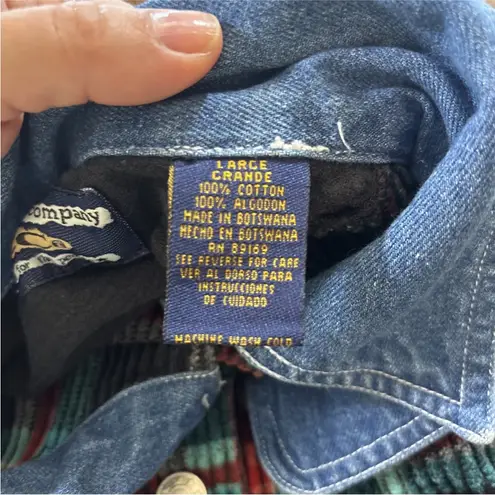 Company
LARGE
GRANDE
100% COTTON
100% ALGODON
MADE IN BOTSWANA
HECHO EN BOTSWANA
RN 89169
SEE REVERSE FOR CARE
VER AL DORSO PARA
INSTRUCCIONES
DE CUIDADO
MACHINE WASH COLD